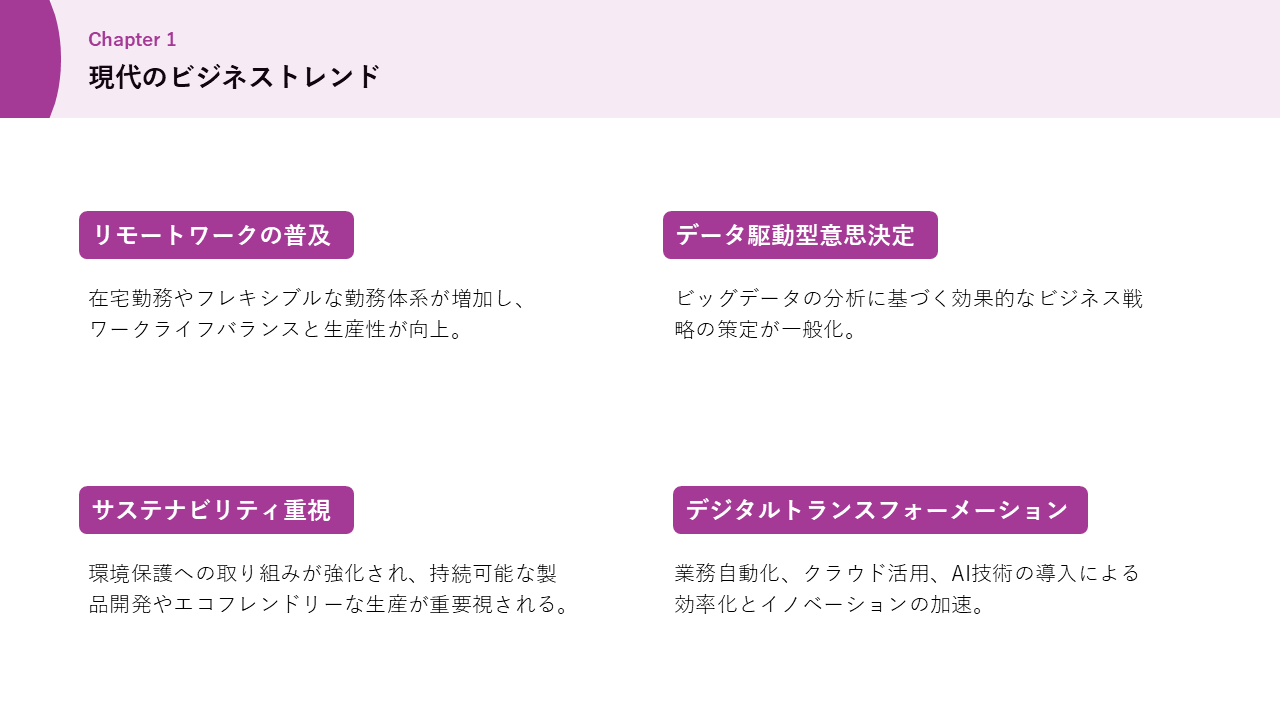 Chapter 1
現代のビジネストレンド
リモートワークの普及
在宅勤務やフレキシブルな勤務体系が増加し、
ワークライフバランスと生産性が向上。
データ駆動型意思決定
ビッグデータの分析に基づく効果的なビジネス戦
略の策定が一般化。
サステナビリティ重視
環境保護への取り組みが強化され、持続可能な製
品開発やエコフレンドリーな生産が重要視される。
デジタルトランスフォーメーション
業務自動化、クラウド活用、AI技術の導入による
効率化とイノベーションの加速。